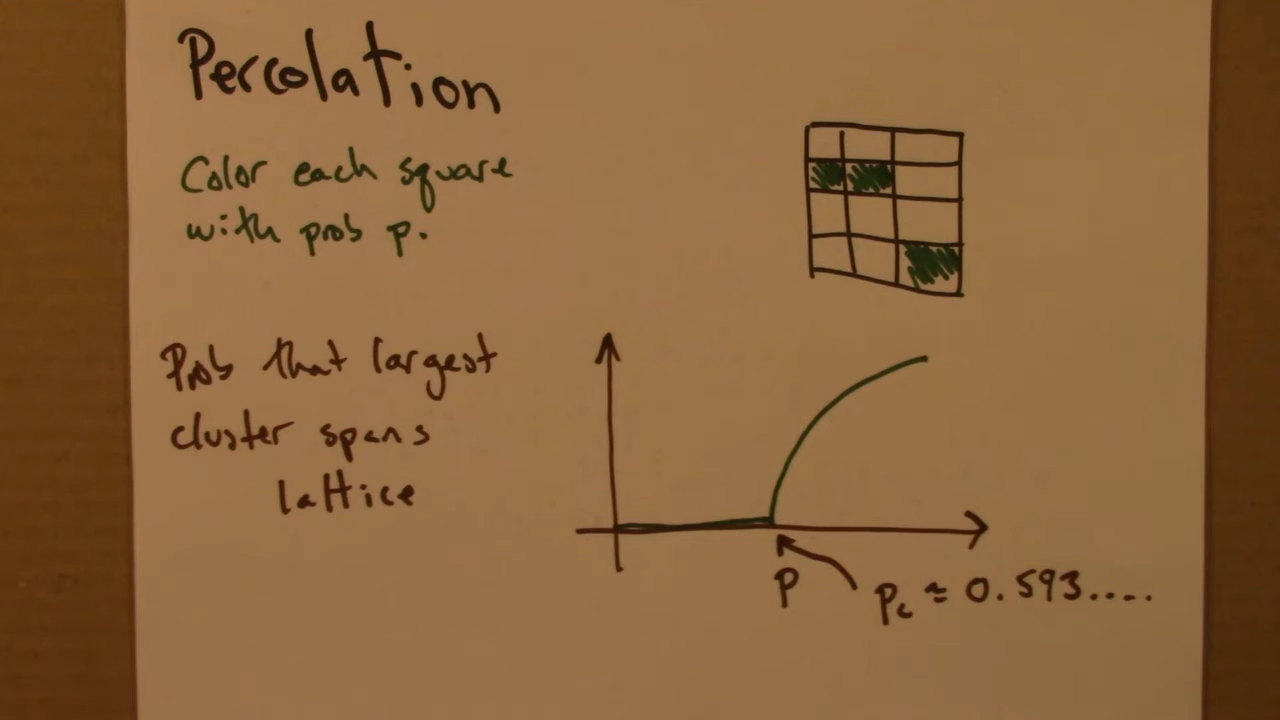 Percolation
Color each square
with prob p.
Prob that largest
cluster spans
lattice
P
Pc ≈ 0.593....